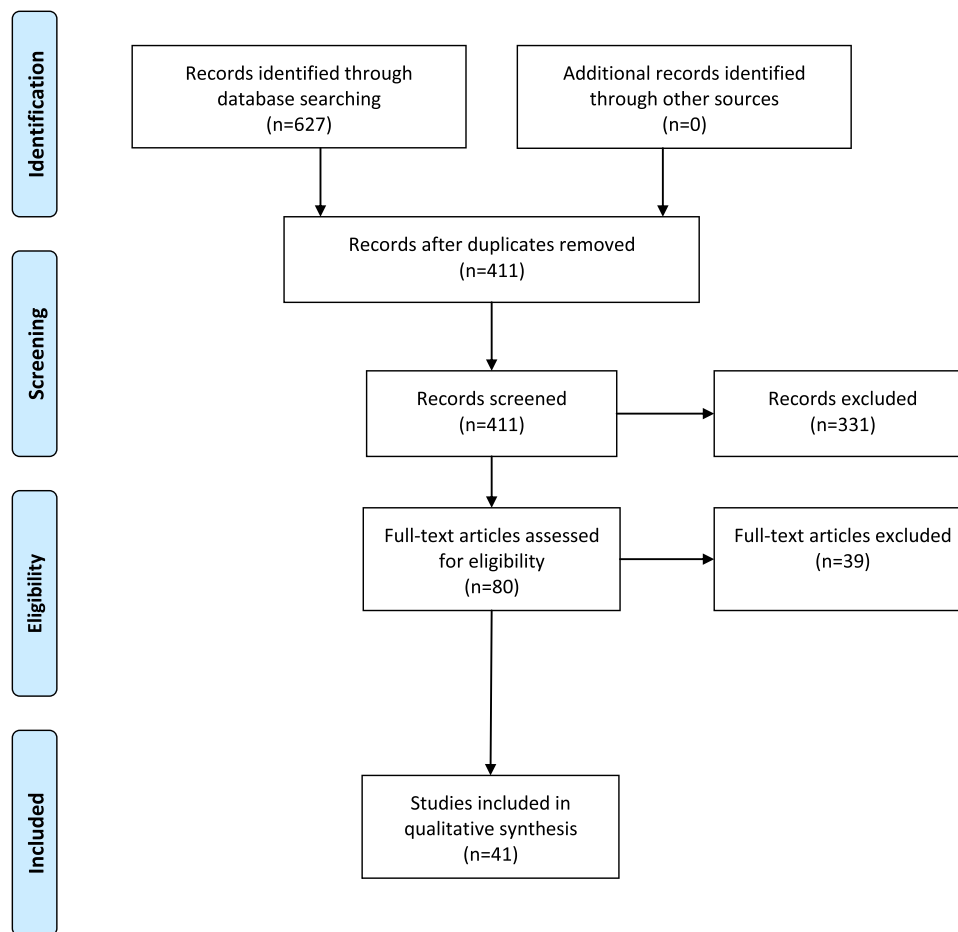 Identification
Records identified through
database searching
(n=627)
Additional records identified
through other sources
(n=0)
Records after duplicates removed
(n=411)
Screening
Records screened
(n=411)
Records excluded
(n=331)
Eligibility
Full-text articles assessed
for eligibility
(n=80)
Full-text articles excluded
(n=39)
Included
Studies included in
qualitative synthesis
(n=41)